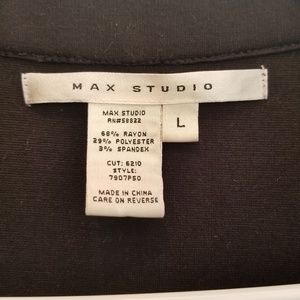 MAX STUDIO
MAX STUDIO
RN#58822
L
68% RAYON
29% POLYESTER
3% SPANDEX
CUT: 6210
STYLE:
7907P50
MADE IN CHINA
CARE ON REVERSE